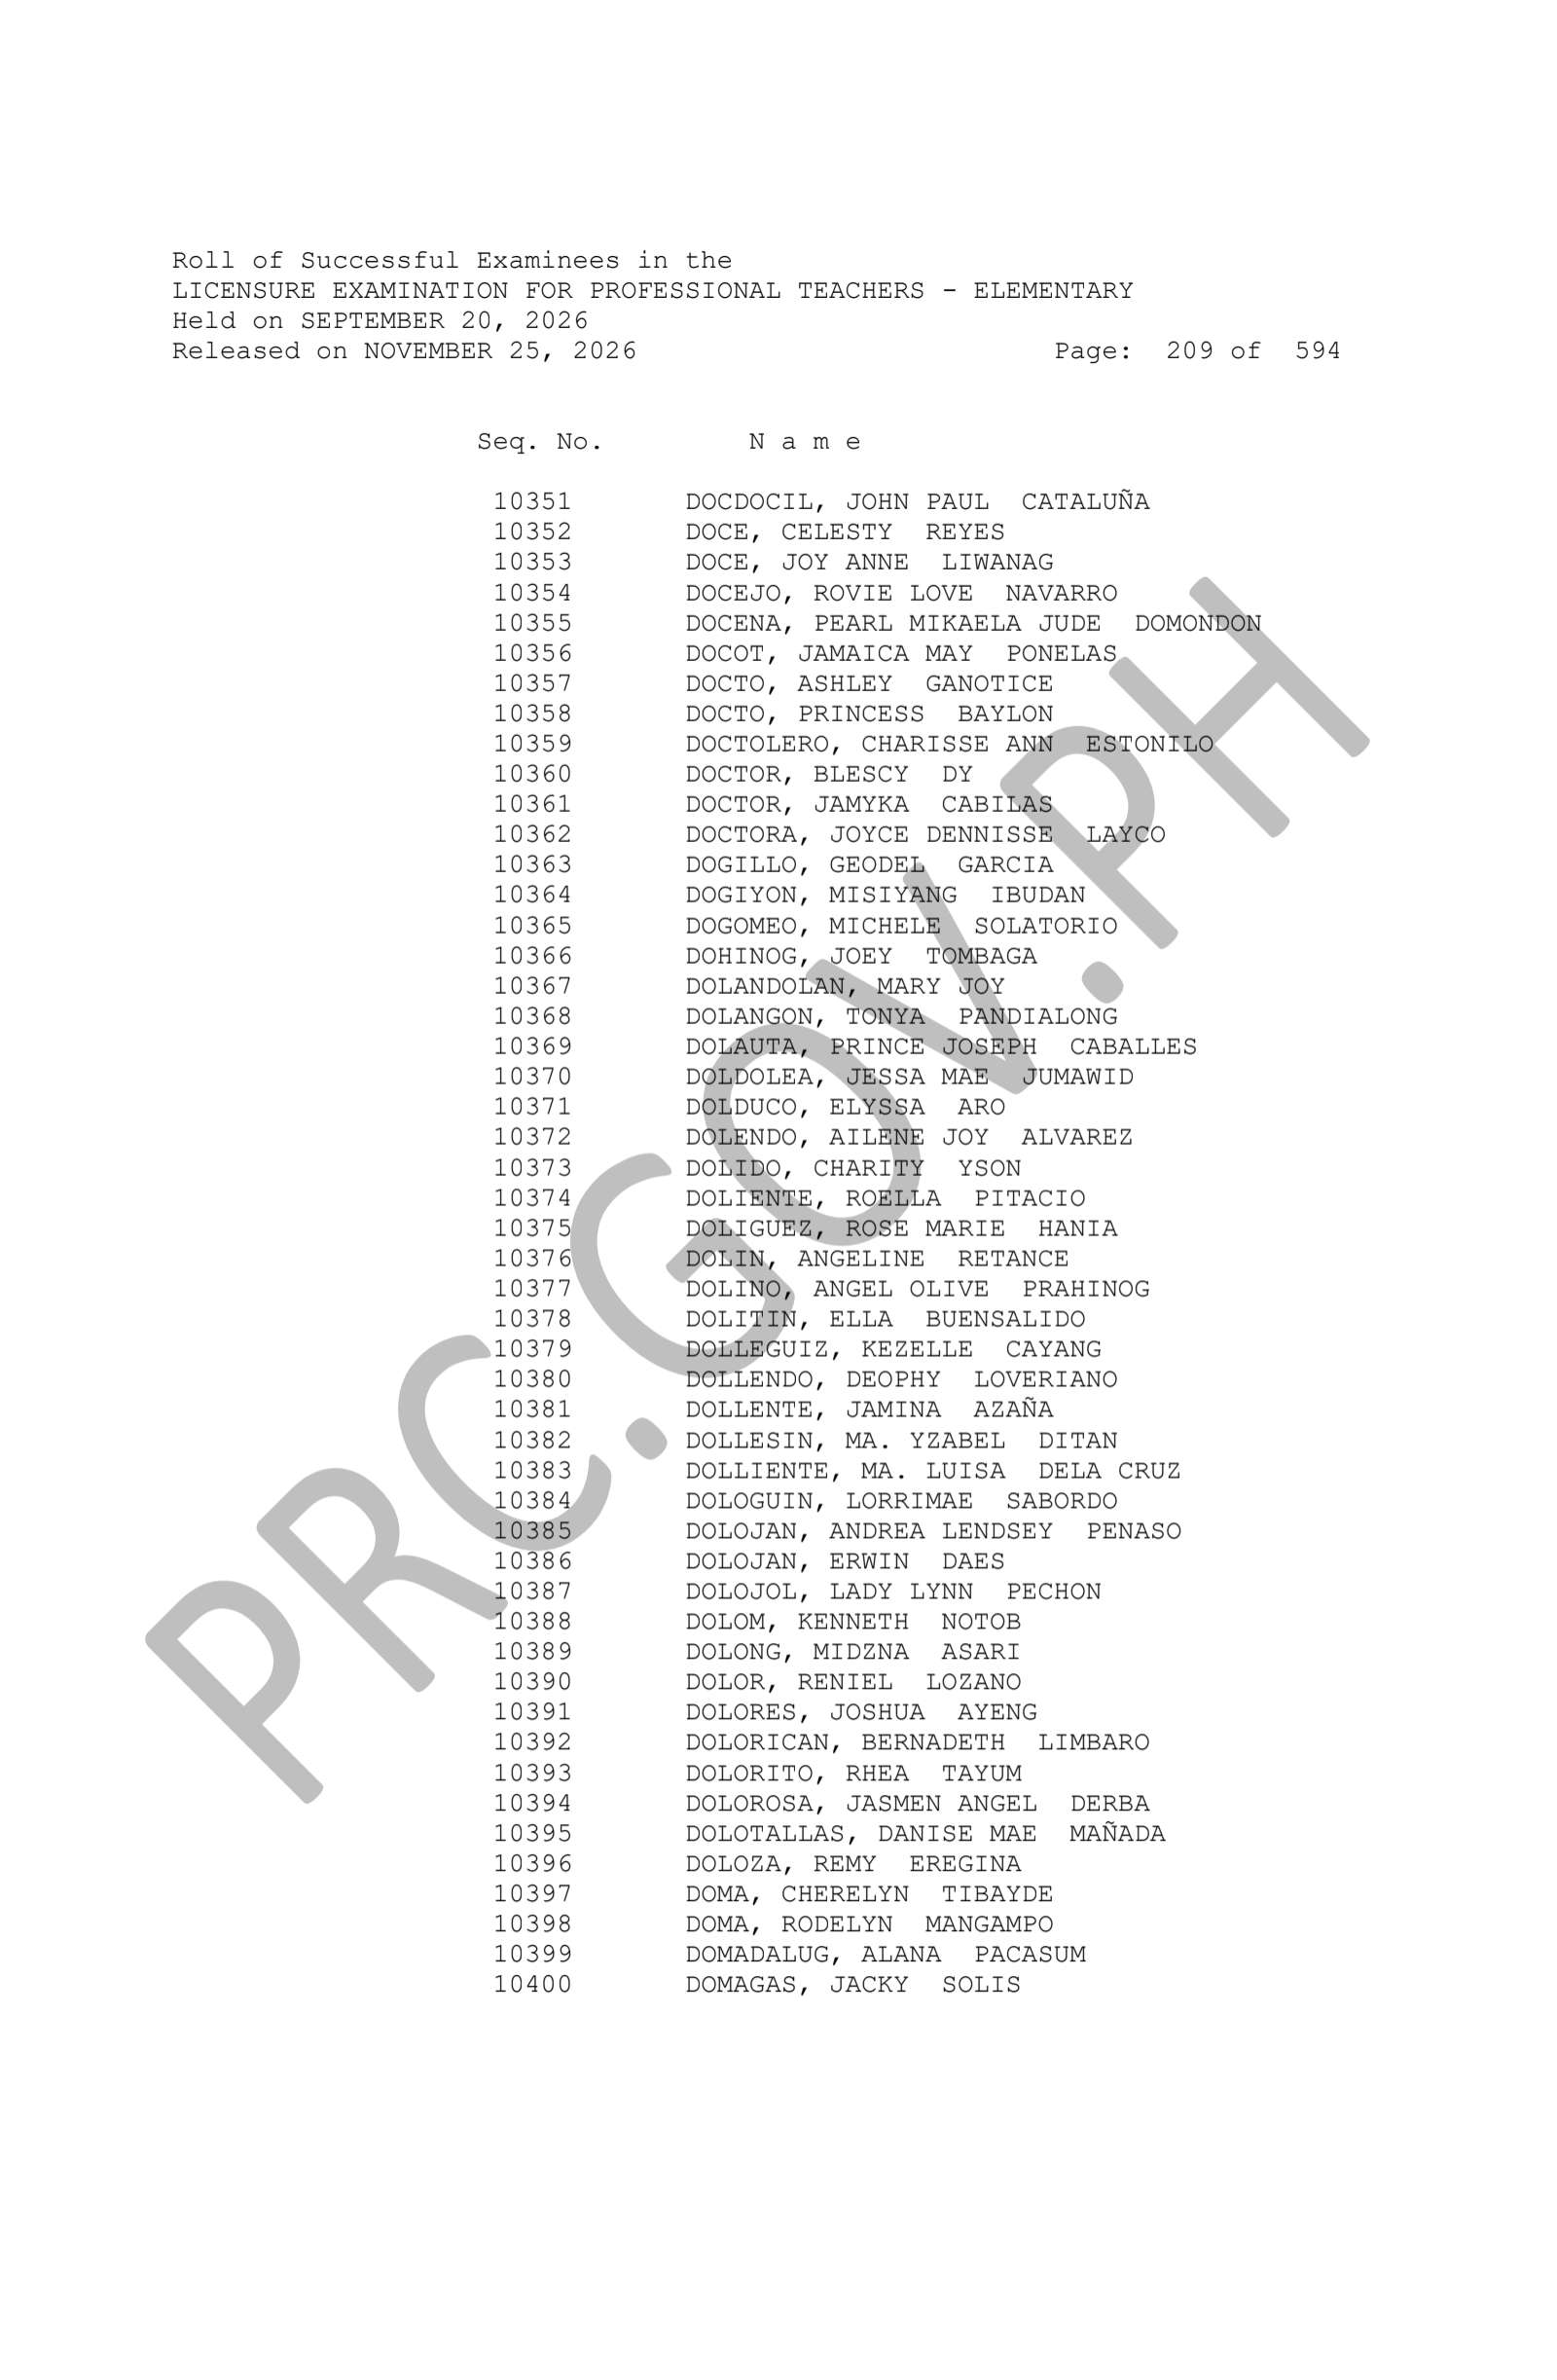 Roll of Successful Examinees in the
LICENSURE EXAMINATION FOR PROFESSIONAL TEACHERS - ELEMENTARY
Held on SEPTEMBER 20, 2026
Released on NOVEMBER 25, 2026 Page: 209 of 594
Seq. No. N a m e
10351 DOCDOCIL, JOHN PAUL CATALUÑA
10352 DOCE, CELESTY REYES
10353 DOCE, JOY ANNE LIWANAG
10354 DOCEJO, ROVIE LOVE NAVARRO
10355 DOCENA, PEARL MIKAELA JUDE DOMONDON
10356 DOCOT, JAMAICA MAY PONELAS
10357 DOCTO, ASHLEY GANOTICE
10358 DOCTO, PRINCESS BAYLON
10359 DOCTOLERO, CHARISSE ANN ESTONILO
10360 DOCTOR, BLESCY DY
10361 DOCTOR, JAMYKA CABILAS
10362 DOCTORA, JOYCE DENNISSE LAYCO
10363 DOGILLO, GEODEL GARCIA
10364 DOGIYON, MISIYANG IBUDAN
10365 DOGOMEO, MICHELE SOLATORIO
10366 DOHINOG, JOEY TOMBAGA
10367 DOLANDOLAN, MARY JOY
10368 DOLANGON, TONYA PANDIALONG
10369 DOLAUTA, PRINCE JOSEPH CABALLES
10370 DOLDOLEA, JESSA MAE JUMAWID
10371 DOLDUCO, ELYSSA ARO
10372 DOLENDO, AILENE JOY ALVAREZ
10373 DOLIDO, CHARITY YSON
10374 DOLIENTE, ROELLA PITACIO
10375 DOLIGUEZ, ROSE MARIE HANIA
10376 DOLIN, ANGELINE RETANCE
10377 DOLINO, ANGEL OLIVE PRAHINOG
10378 DOLITIN, ELLA BUENSALIDO
10379 DOLLEGUIZ, KEZELLE CAYANG
10380 DOLLENDO, DEOPHY LOVERIANO
10381 DOLLENTE, JAMINA AZAÑA
10382 DOLLESIN, MA. YZABEL DITAN
10383 DOLLIENTE, MA. LUISA DELA CRUZ
10384 DOLOGUIN, LORRIMAE SABORDO
10385 DOLOJAN, ANDREA LENDSEY PENASO
10386 DOLOJAN, ERWIN DAES
10387 DOLOJOL, LADY LYNN PECHON
10388 DOLOM, KENNETH NOTOB
10389 DOLONG, MIDZNA ASARI
10390 DOLOR, RENIEL LOZANO
10391 DOLORES, JOSHUA AYENG
10392 DOLORICAN, BERNADETH LIMBARO
10393 DOLORITO, RHEA TAYUM
10394 DOLOROSA, JASMEN ANGEL DERBA
10395 DOLOTALLAS, DANISE MAE MAÑADA
10396 DOLOZA, REMY EREGINA
10397 DOMA, CHERELYN TIBAYDE
10398 DOMA, RODELYN MANGAMPO
10399 DOMADALUG, ALANA PACASUM
10400 DOMAGAS, JACKY SOLIS
PRC.GOV.PH